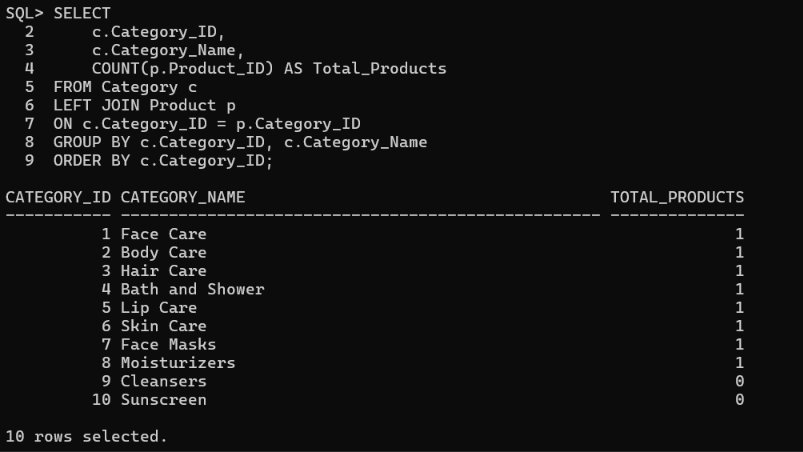 SQL> SELECT
  2      c.Category_ID,
  3      c.Category_Name,
  4      COUNT(p.Product_ID) AS Total_Products
  5  FROM Category c
  6  LEFT JOIN Product p
  7  ON c.Category_ID = p.Category_ID
  8  GROUP BY c.Category_ID, c.Category_Name
  9  ORDER BY c.Category_ID;

CATEGORY_ID CATEGORY_NAME                                      TOTAL_PRODUCTS
----------- -------------------------------------------------- --------------
          1 Face Care                                                       1
          2 Body Care                                                       1
          3 Hair Care                                                       1
          4 Bath and Shower                                                 1
          5 Lip Care                                                        1
          6 Skin Care                                                       1
          7 Face Masks                                                      1
          8 Moisturizers                                                    1
          9 Cleansers                                                       0
         10 Sunscreen                                                       0

10 rows selected.